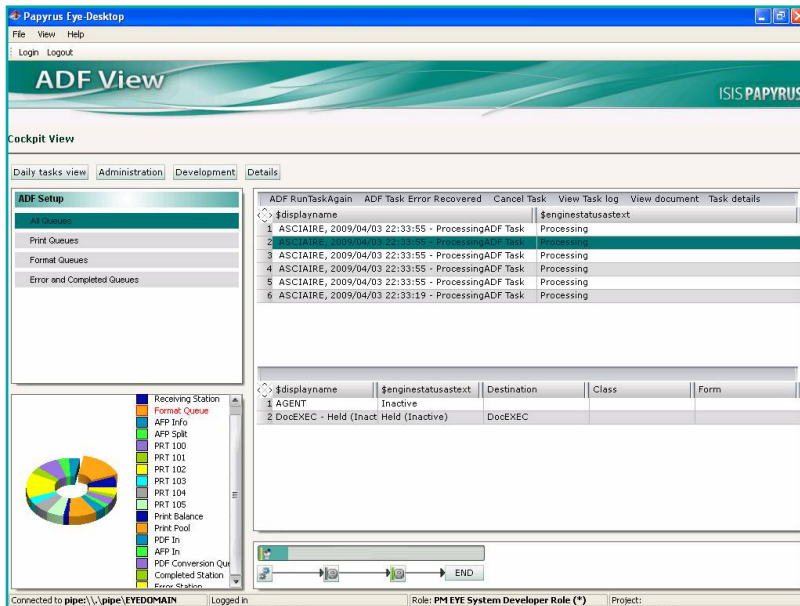 Papyrus Eye-Desktop
File View Help
Login Logout
ADF View
ISIS PAPYRUS
Cockpit View
Daily tasks view Administration Development Details
ADF Setup
All Queues
Print Queues
Format Queues
Error and Completed Queues
ADF RunTaskAgain ADF Task Error Recovered Cancel Task View Task log View document Task details
$displayname $enginestatusastext
1 ASCIAIRE, 2009/04/03 22:33:55 - ProcessingADF Task Processing
2 ASCIAIRE, 2009/04/03 22:33:55 - ProcessingADF Task Processing
3 ASCIAIRE, 2009/04/03 22:33:55 - ProcessingADF Task Processing
4 ASCIAIRE, 2009/04/03 22:33:55 - ProcessingADF Task Processing
5 ASCIAIRE, 2009/04/03 22:33:55 - ProcessingADF Task Processing
6 ASCIAIRE, 2009/04/03 22:33:19 - ProcessingADF Task Processing
$displayname $enginestatusastext Destination Class Form
1 AGENT Inactive
2 DocEXEC - Held (Inact Held (Inactive) DocEXEC
Receiving Station
Format Queue
AFP Info
AFP Split
PRT 100
PRT 101
PRT 102
PRT 103
PRT 104
PRT 105
Print Balance
Print Pool
PDF In
AFP In
PDF Conversion Que
Completed Station
Error Station
END
Connected to pipe:\\.\pipe\EYEDOMAIN Logged in Role: PM EYE System Developer Role (*) Project: